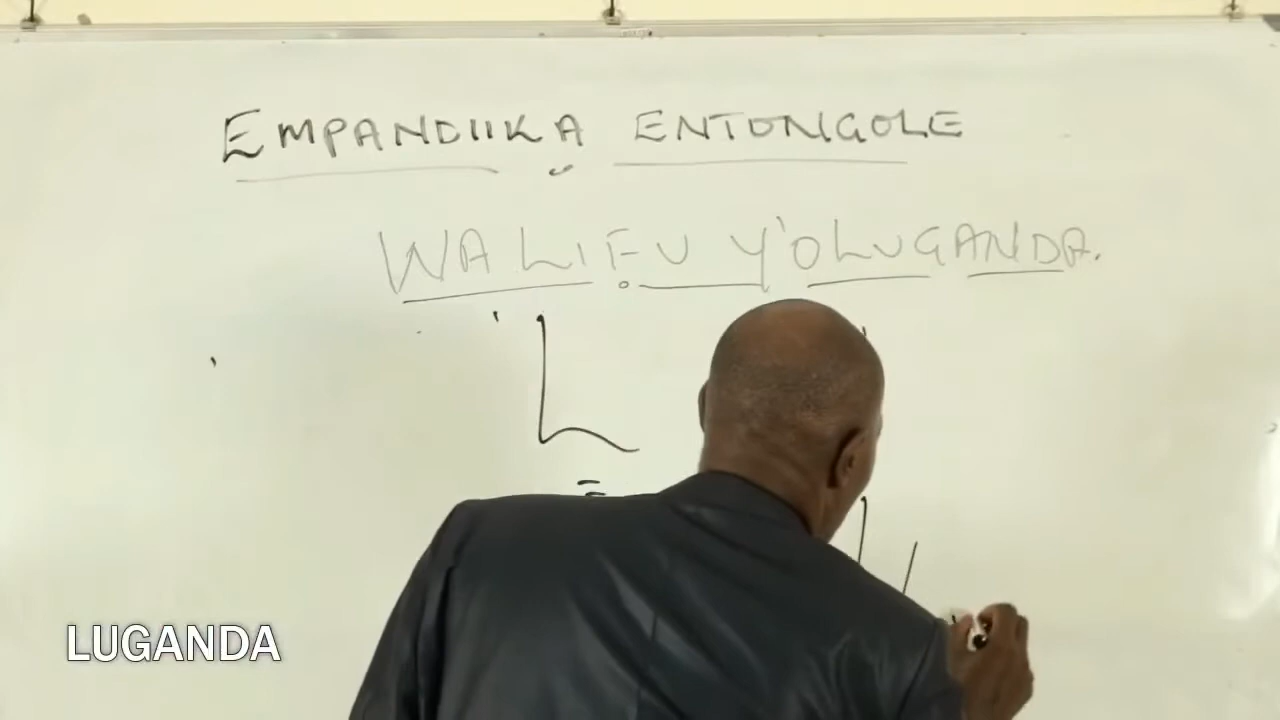 EMPANDIIKA ENTONGOLE
WALIFU Y'OLUGANDA.
L
LUGANDA